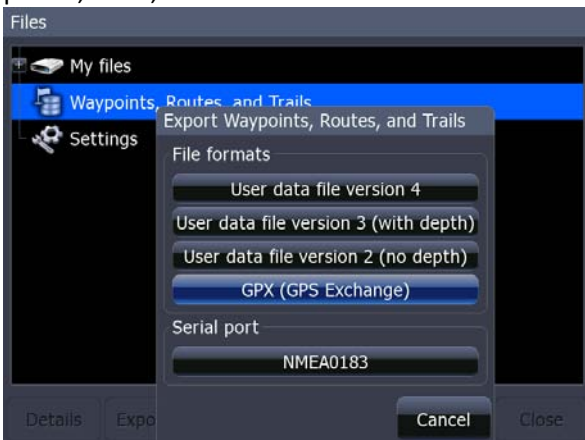 Files
My files
Waypoints, Routes, and Trails
Export Waypoints, Routes, and Trails
Settings
File formats
User data file version 4
User data file version 3 (with depth)
User data file version 2 (no depth)
GPX (GPS Exchange)
Serial port
NMEA0183
Details Expo Cancel Close